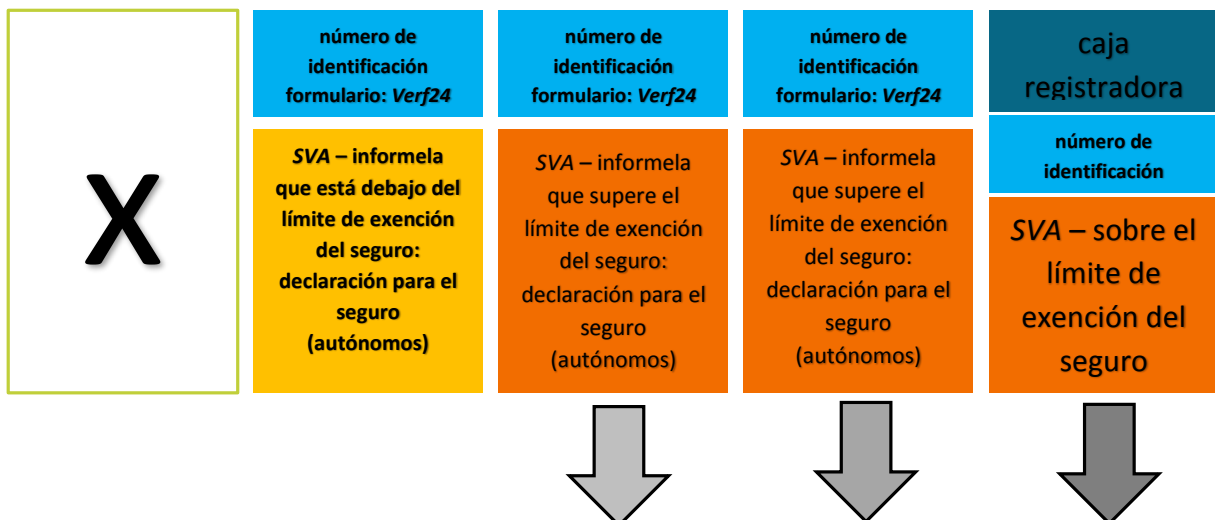 X
número de
identificación
formulario: Verf24
SVA – informela
que está debajo del
límite de exención
del seguro:
declaración para el
seguro
(autónomos)
número de
identificación
formulario: Verf24
SVA – informela
que supere el
límite de exención
del seguro:
declaración para el
seguro
(autónomos)
número de
identificación
formulario: Verf24
SVA – informela
que supere el
límite de exención
del seguro:
declaración para el
seguro
(autónomos)
caja
registradora
número de
identificación
SVA – sobre el
límite de
exención del
seguro